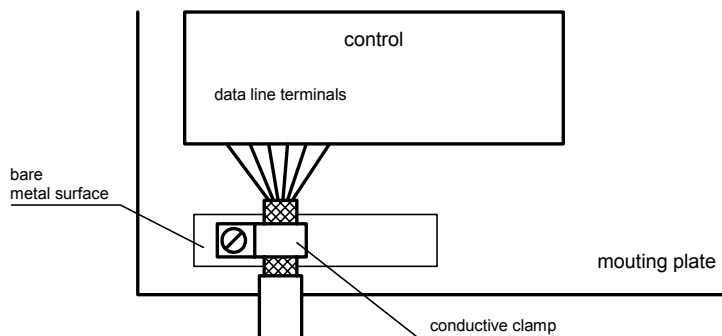 control
data line terminals
bare
metal surface
mouting plate
conductive clamp